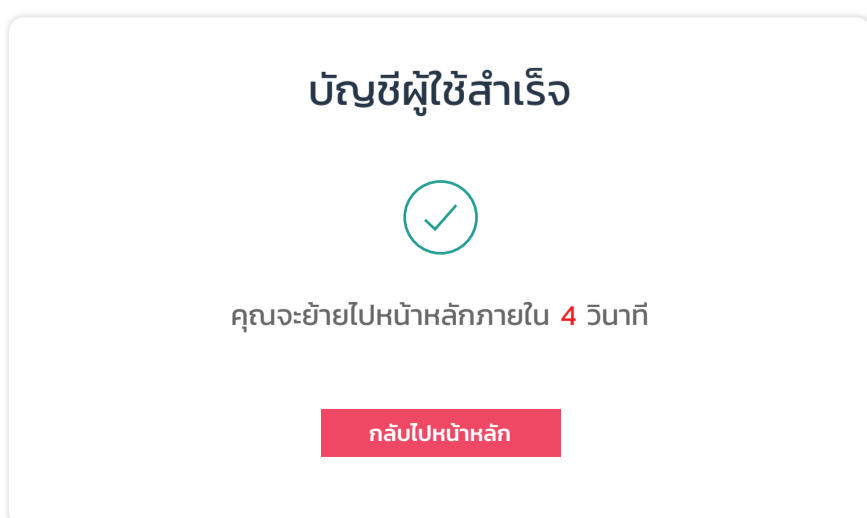 บัญชีผู้ใช้สำเร็จ
คุณจะย้ายไปหน้าหลักภายใน 4 วินาที
กลับไปหน้าหลัก